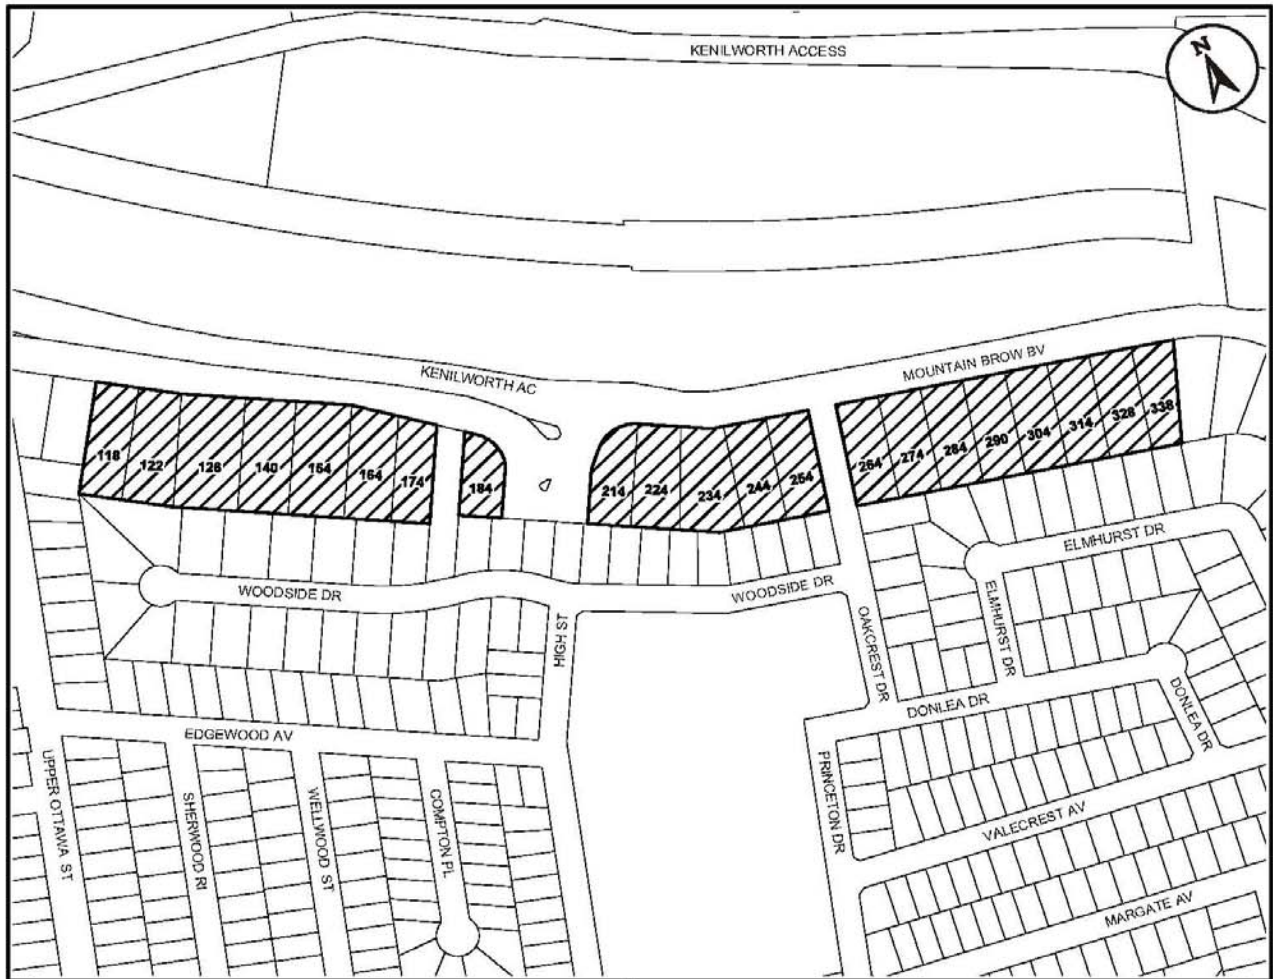 KENILWORTH ACCESS
N
MOUNTAIN BROW BV
KENILWORTH AC
118
122
126
140
154
164
174
184
214
224
234
244
254
264
274
284
290
304
314
328
338
ELMHURST DR
WOODSIDE DR
WOODSIDE DR
HIGH ST
OAKCREST DR
ELMHURST DR
DONLEA DR
DONLEA DR
EDGEWOOD AV
UPPER OTTAWA ST
SHERWOOD RI
WELLWOOD ST
COMPTON PL
PRINCETON DR
VALECREST AV
MARGATE AV